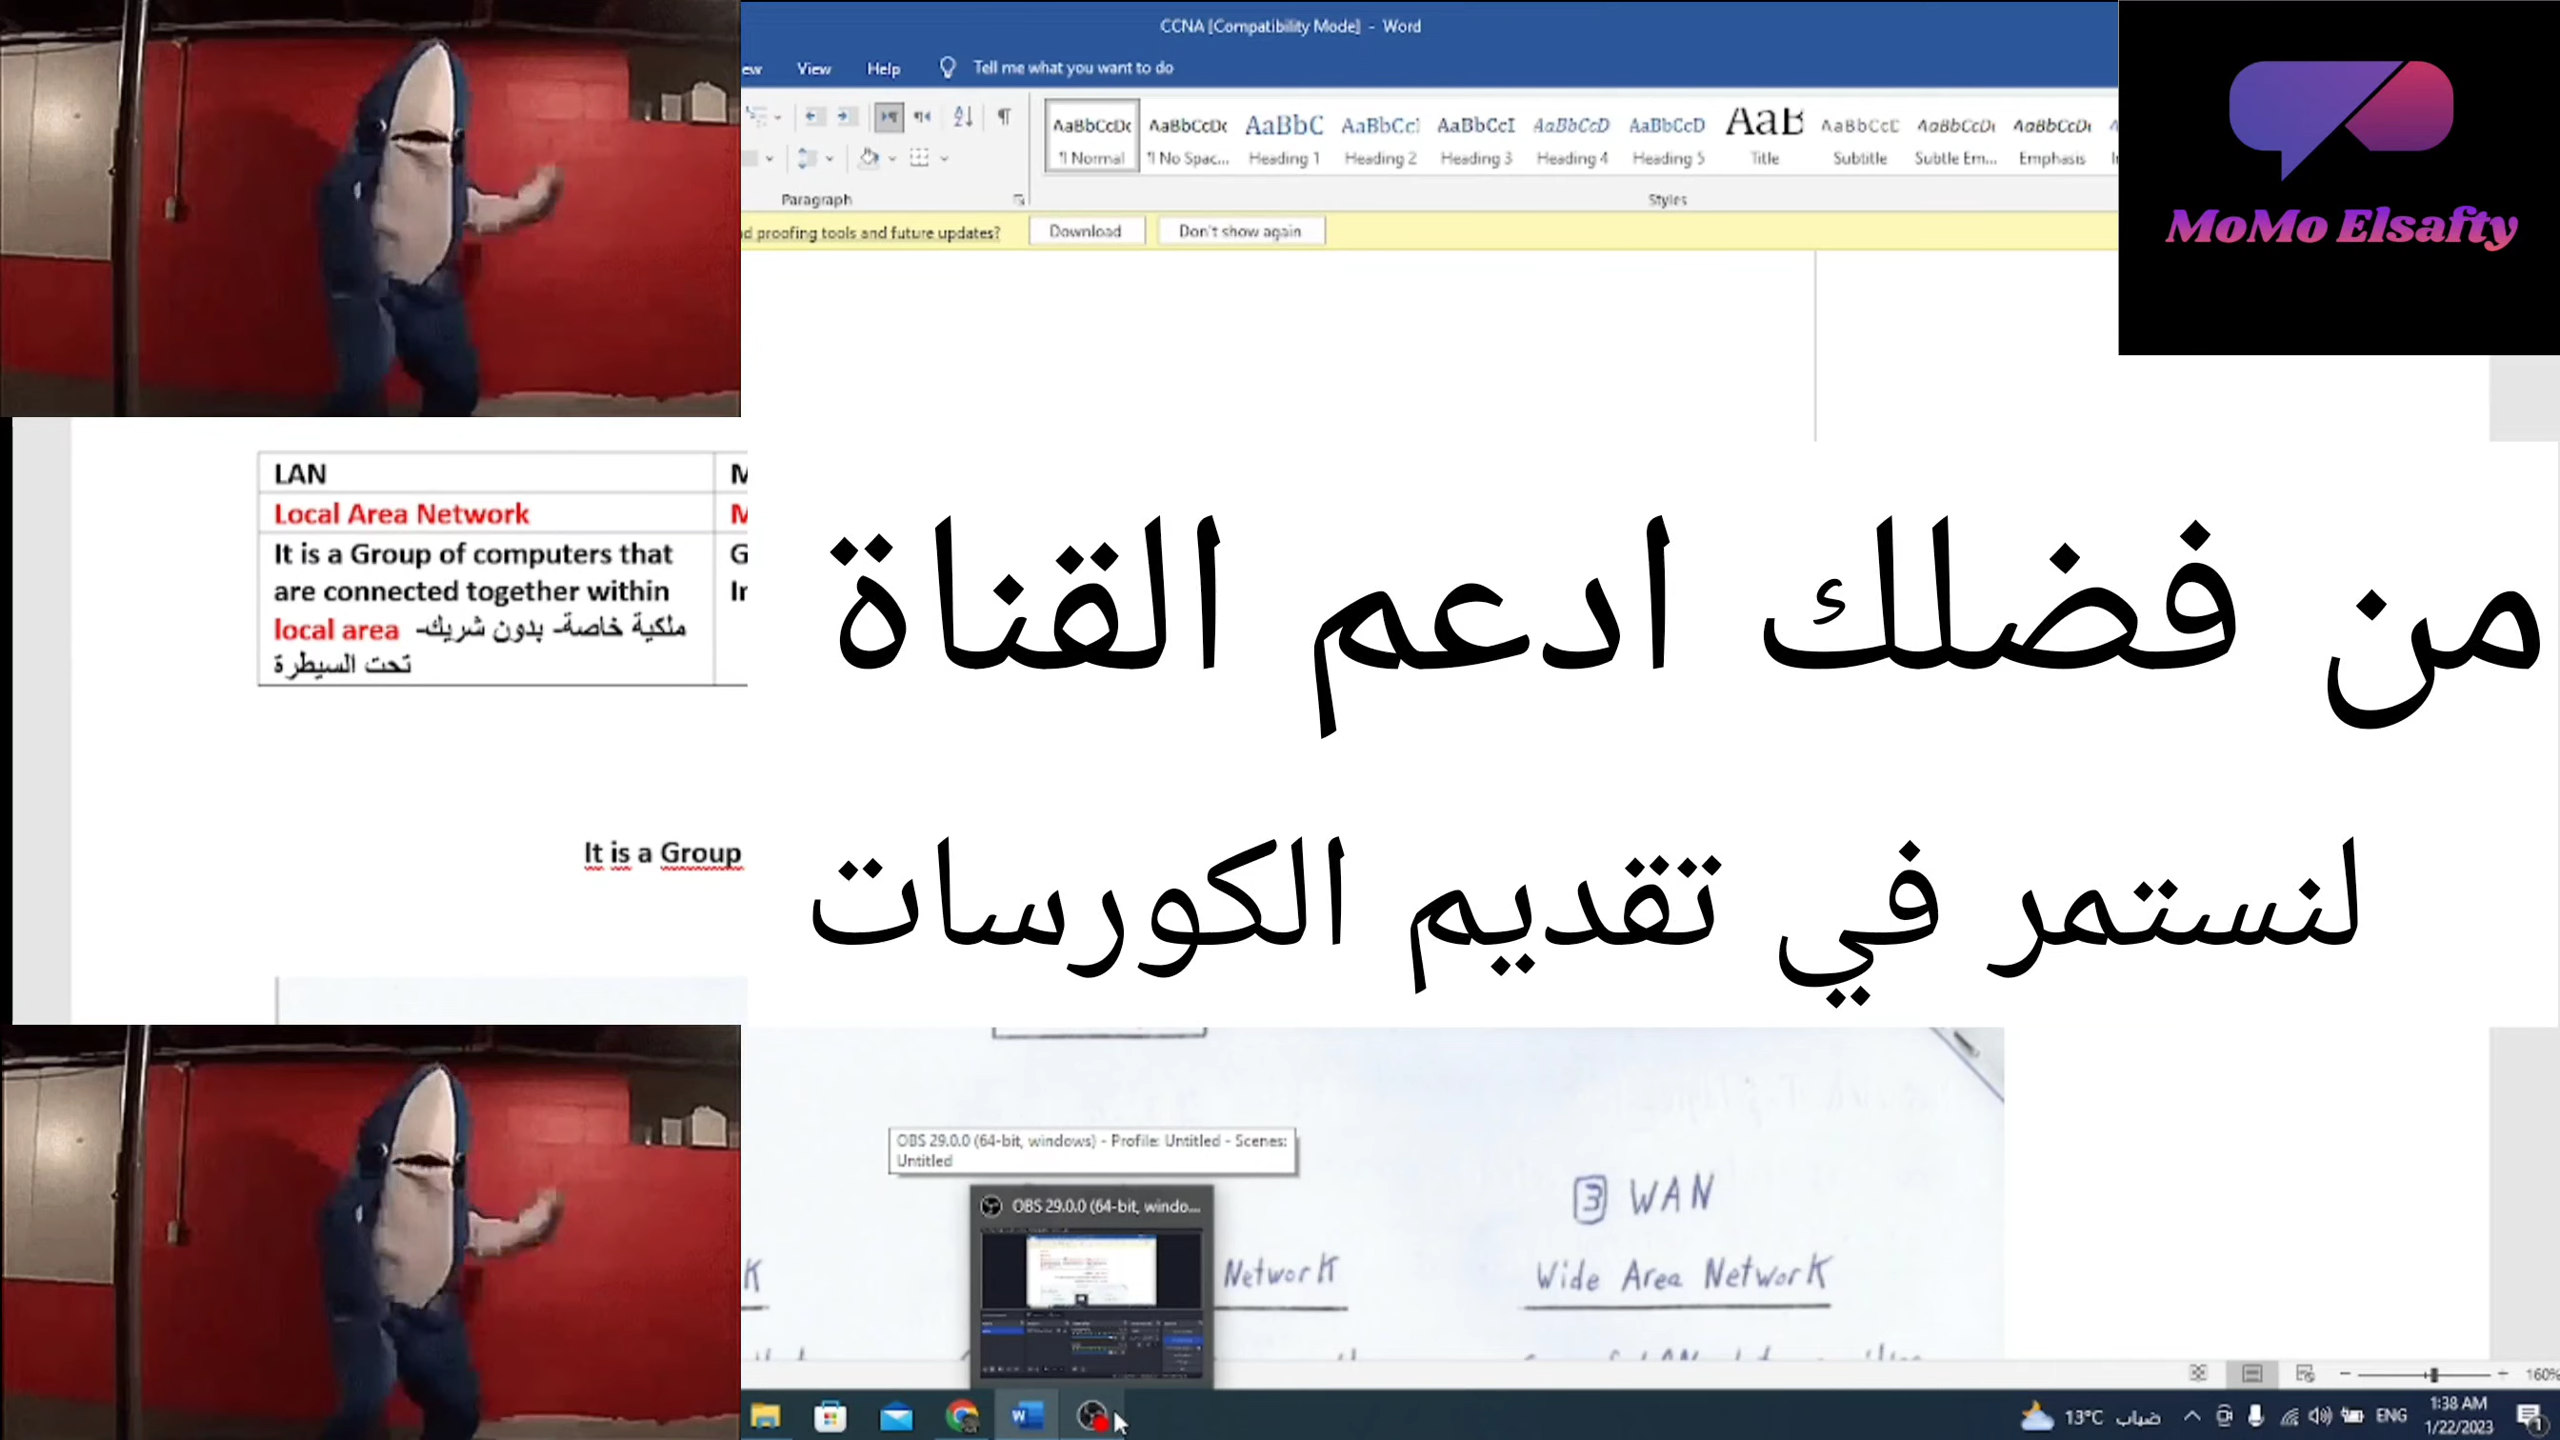 CCNA [Compatibility Mode] - Word
View Help Tell me what you want to do
AaBbCcDc AaBbCcDc AaBbC AaBbCcI AaBbCcI AaBbCcD AaBbCcD AaB AaBbCcD AaBbCcDi AaBbCcDi
¶ Normal ¶ No Spac... Heading 1 Heading 2 Heading 3 Heading 4 Heading 5 Title Subtitle Subtle Em... Emphasis
Paragraph Styles
proofing tools and future updates? Download Don't show again
MoMo Elsafty
LAN
Local Area Network
It is a Group of computers that
are connected together within
local area ملكية خاصة- بدون شريك-
تحت السيطرة
من فضلك ادعم القناة
لنستمر في تقديم الكورسات
It is a Group
OBS 29.0.0 (64-bit, windows) - Profile: Untitled - Scenes:
Untitled
OBS 29.0.0 (64-bit, windo...
3 WAN
Network
Wide Area Network
160%
13°C ضباب ENG 1:38 AM
1/22/2023